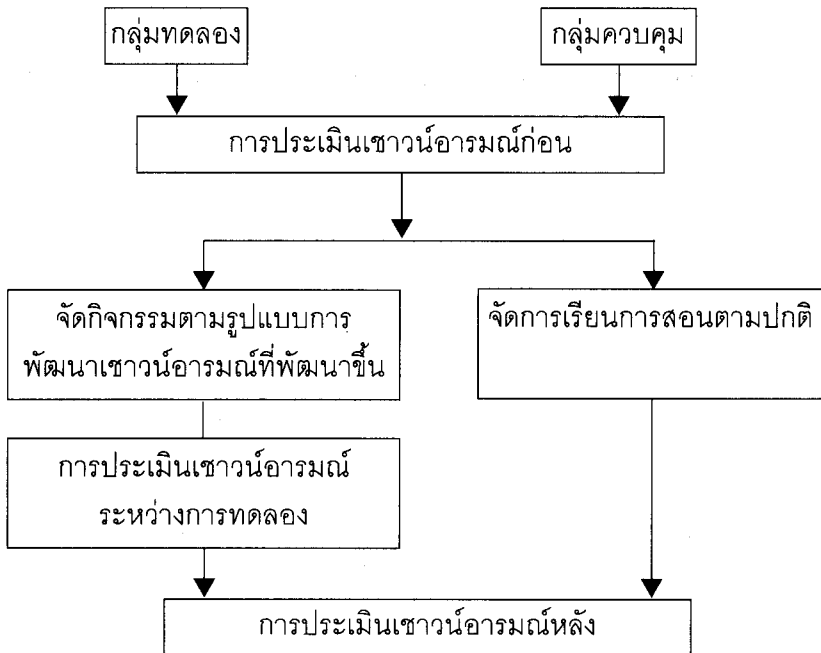 กลุ่มทดลอง
กลุ่มควบคุม
การประเมินเชาวน์อารมณ์ก่อน
จัดกิจกรรมตามรูปแบบการ
พัฒนาเชาวน์อารมณ์ที่พัฒนาขึ้น
จัดการเรียนการสอนตามปกติ
การประเมินเชาวน์อารมณ์
ระหว่างการทดลอง
การประเมินเชาวน์อารมณ์หลัง